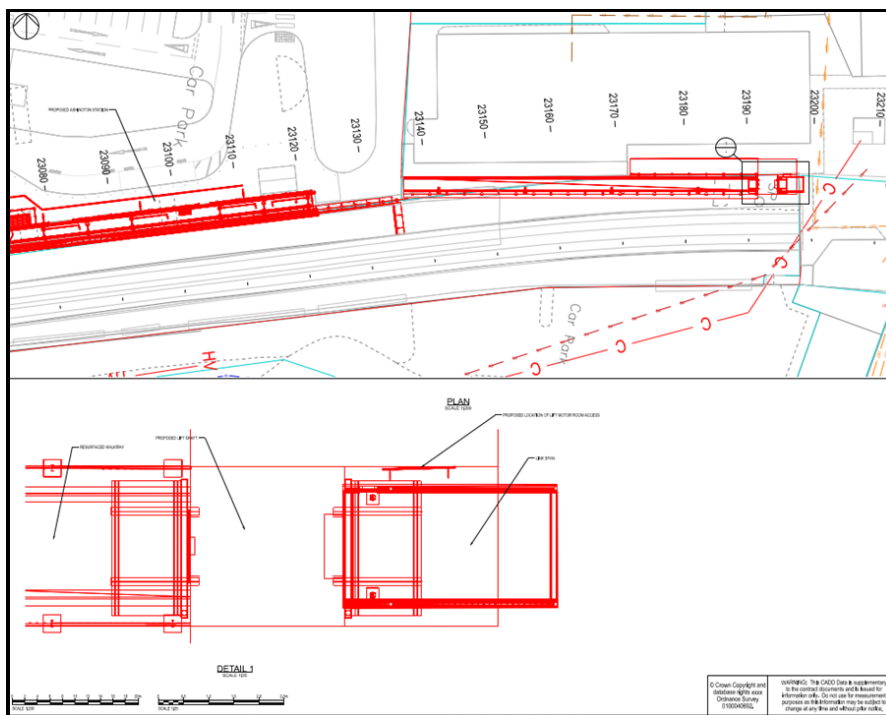 Car Park
PROPOSED ASHINGTON STATION
23080
23090
23100
23110
23120
23130
23140
23150
23160
23170
23180
23190
23200
23210
C
C
C
C
C
HV
Car Park
PLAN
PROPOSED LOCATION OF LIFT MOTOR ROOM ACCESS
RESURFACED WALKWAY
PROPOSED LIFT SHAFT
LINK SPAN
DETAIL 1
© Crown Copyright and
database rights xxxx
Ordnance Survey
0100040692.
WARNING: This CADD Data is supplementary
to the contract documents and is issued for
information only. Do not use for measurement
purposes as this information may be subject to
change at any time and without prior notice.